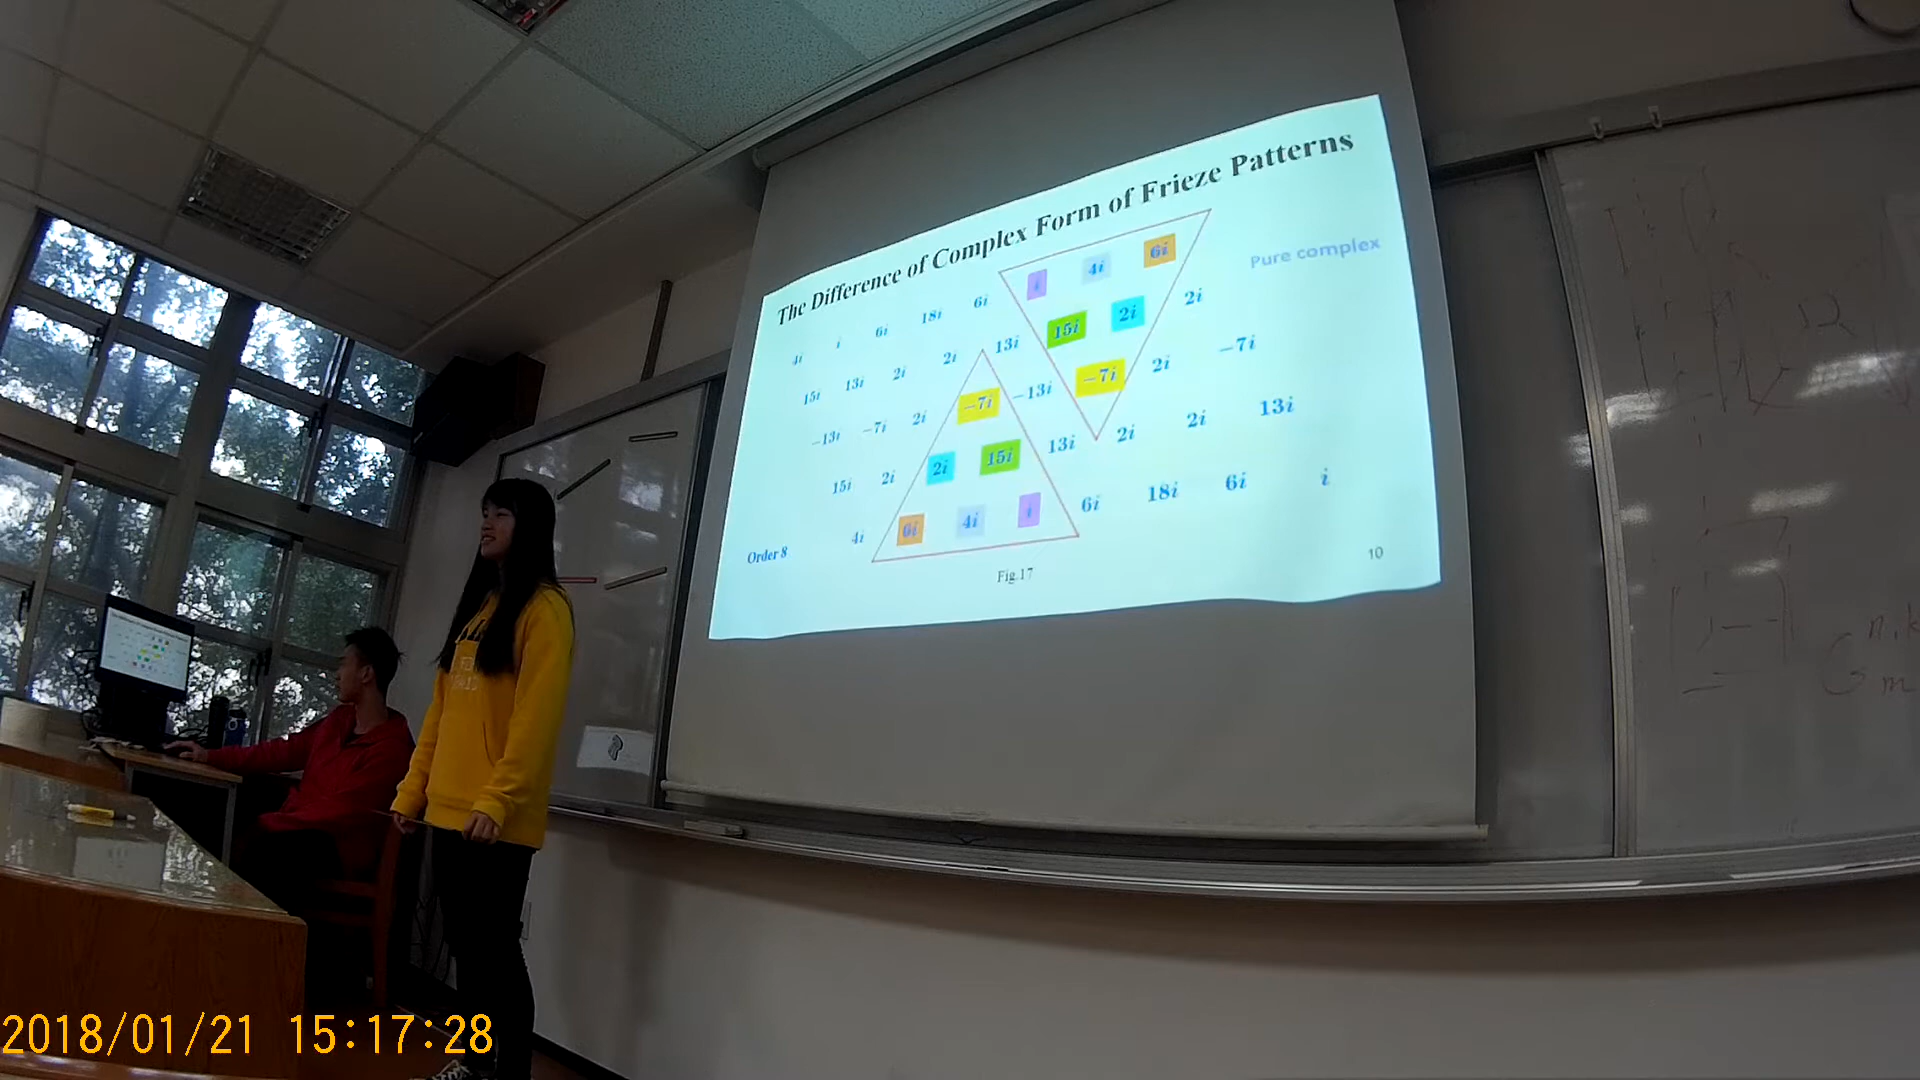 The Difference of Complex Form of Frieze Patterns
Pure complex
4i i 6i 18i 6i i 4i 6i
15i 13i 2i 2i 13i 15i 2i 2i
-13i -7i 2i -7i -13i -7i 2i -7i
15i 2i 2i 15i 13i 2i 2i 13i
4i 6i 4i i 6i 18i 6i i
Order 8
Fig.17
10
n,k
G m
2018/01/21 15:17:28